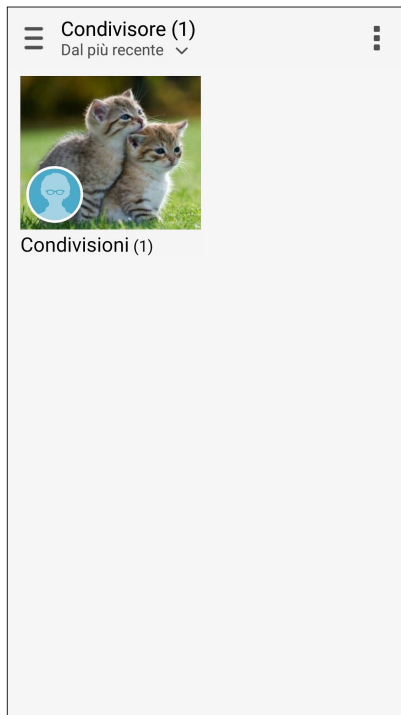 Condivisore (1)
Dal più recente
Condivisioni (1)